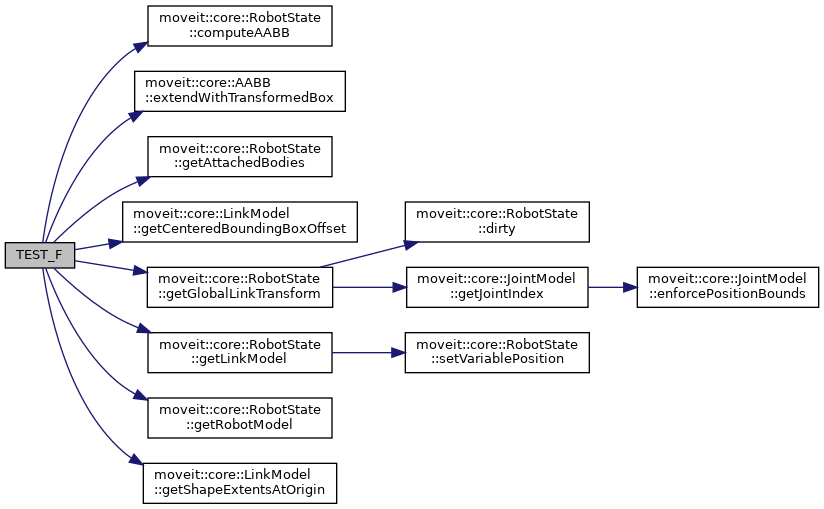 TEST_F
moveit::core::RobotState
::computeAABB
moveit::core::AABB
::extendWithTransformedBox
moveit::core::RobotState
::getAttachedBodies
moveit::core::LinkModel
::getCenteredBoundingBoxOffset
moveit::core::RobotState
::getGlobalLinkTransform
moveit::core::RobotState
::getLinkModel
moveit::core::RobotState
::getRobotModel
moveit::core::LinkModel
::getShapeExtentsAtOrigin
moveit::core::RobotState
::dirty
moveit::core::JointModel
::getJointIndex
moveit::core::RobotState
::setVariablePosition
moveit::core::JointModel
::enforcePositionBounds